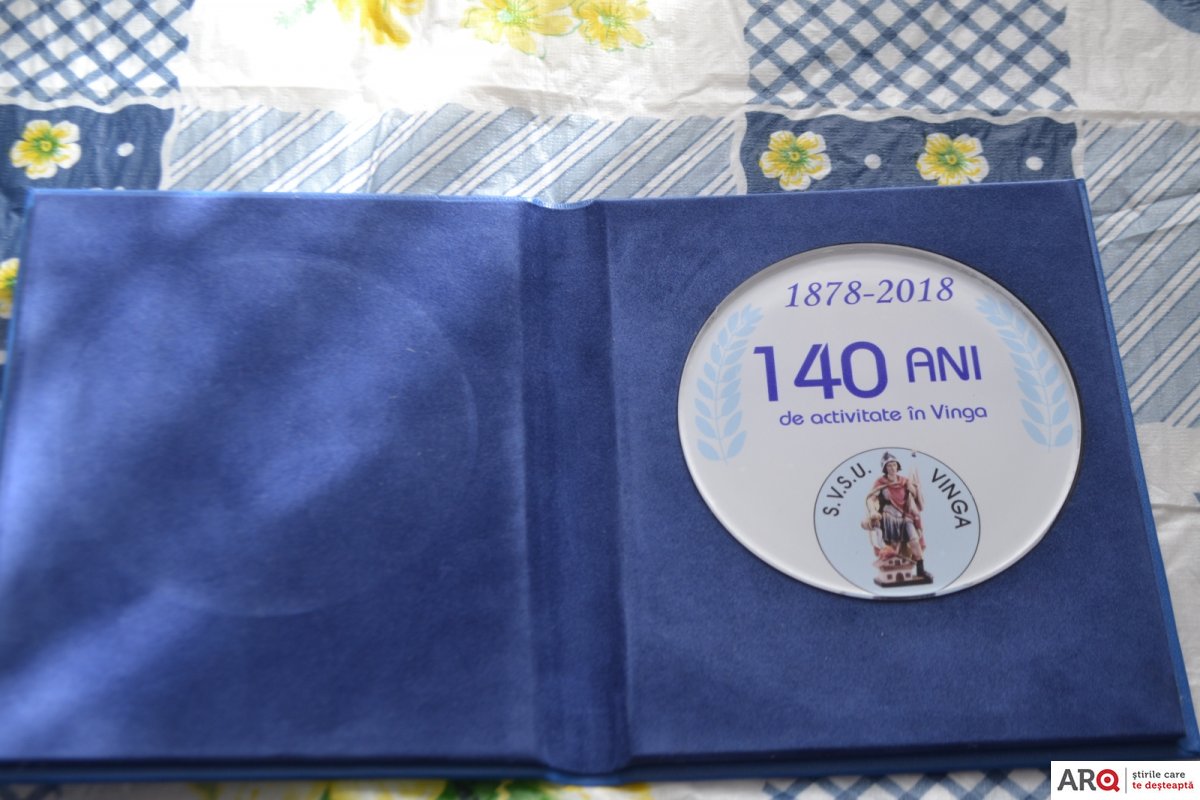 1878-2018
140 ANI
de activitate în Vinga
S.V.S.U. VINGA
ARQ
știrile care
te deșteaptă